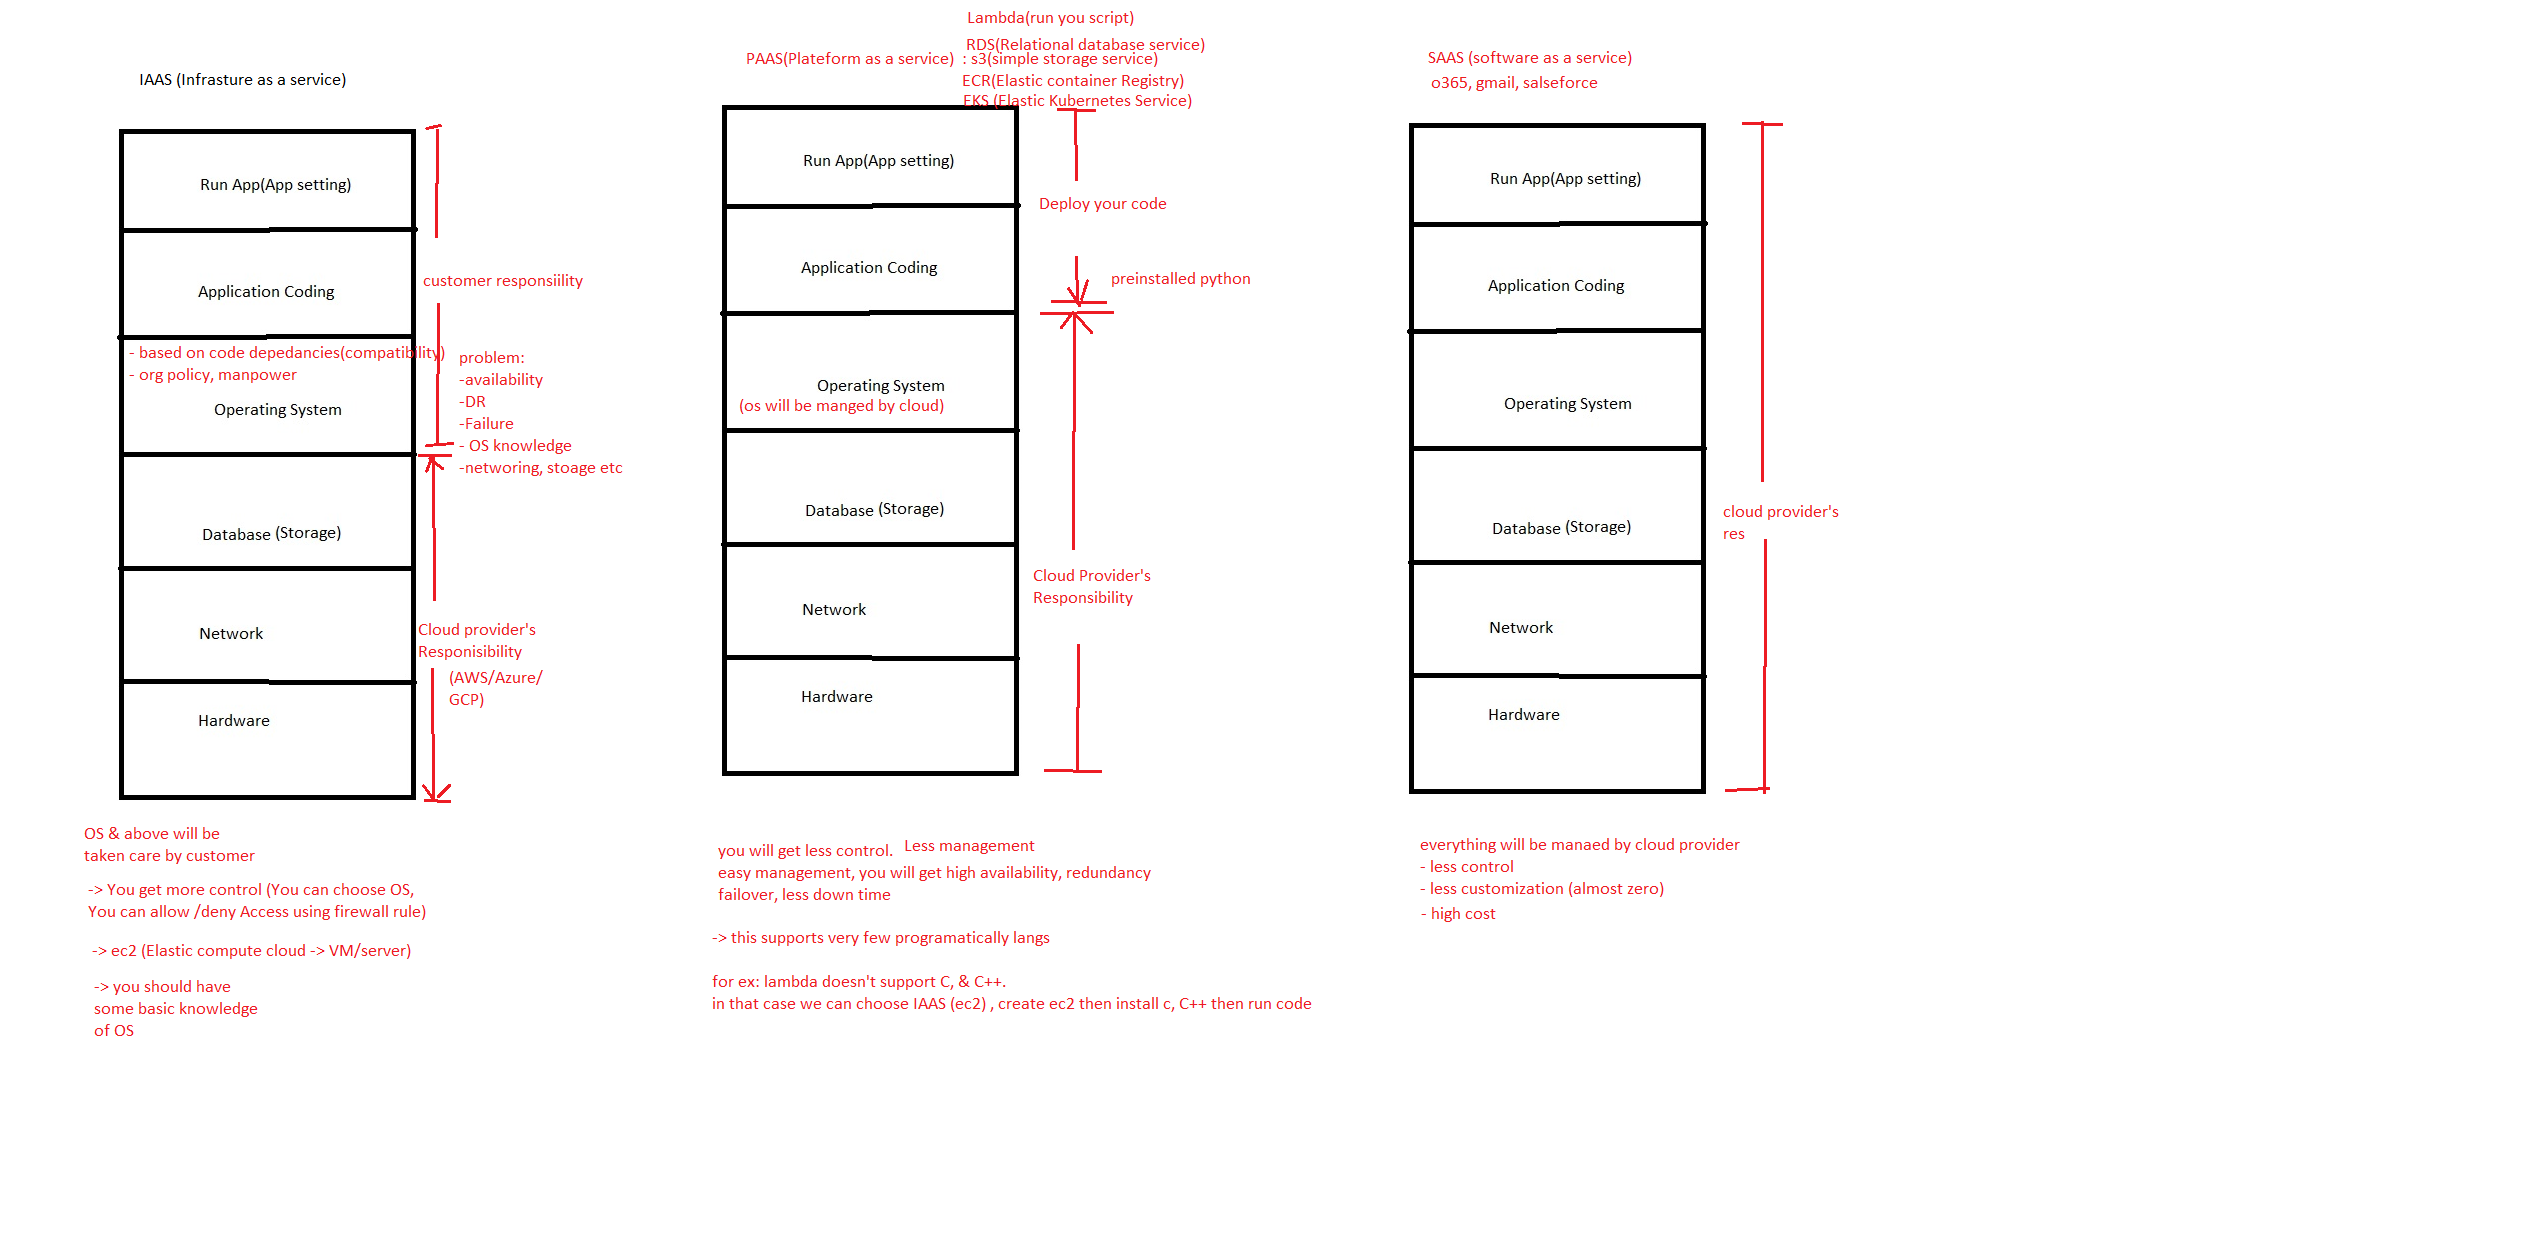 IAAS (Infrasture as a service)
Run App(App setting)
Application Coding
- based on code depedancies(compatibility)
- org policy, manpower
Operating System
Database (Storage)
Network
Hardware
customer responsiility
problem:
-availability
-DR
-Failure
- OS knowledge
-networing, stoage etc
Cloud provider's
Responisibility
(AWS/Azure/
GCP)
OS & above will be
taken care by customer
-> You get more control (You can choose OS,
You can allow /deny Access using firewall rule)
-> ec2 (Elastic compute cloud -> VM/server)
-> you should have
some basic knowledge
of OS
Lambda(run you script)
RDS(Relational database service)
PAAS(Plateform as a service) : s3(simple storage service)
ECR(Elastic container Registry)
EKS (Elastic Kubernetes Service)
Run App(App setting)
Application Coding
Operating System
(os will be manged by cloud)
Database (Storage)
Network
Hardware
Deploy your code
preinstalled python
Cloud Provider's
Responsibility
you will get less control. Less management
easy management, you will get high availability, redundancy
failover, less down time
-> this supports very few programatically langs
for ex: lambda doesn't support C, & C++.
in that case we can choose IAAS (ec2) , create ec2 then install c, C++ then run code
SAAS (software as a service)
o365, gmail, salseforce
Run App(App setting)
Application Coding
Operating System
Database (Storage)
Network
Hardware
cloud provider's
res
everything will be manaed by cloud provider
- less control
- less customization (almost zero)
- high cost